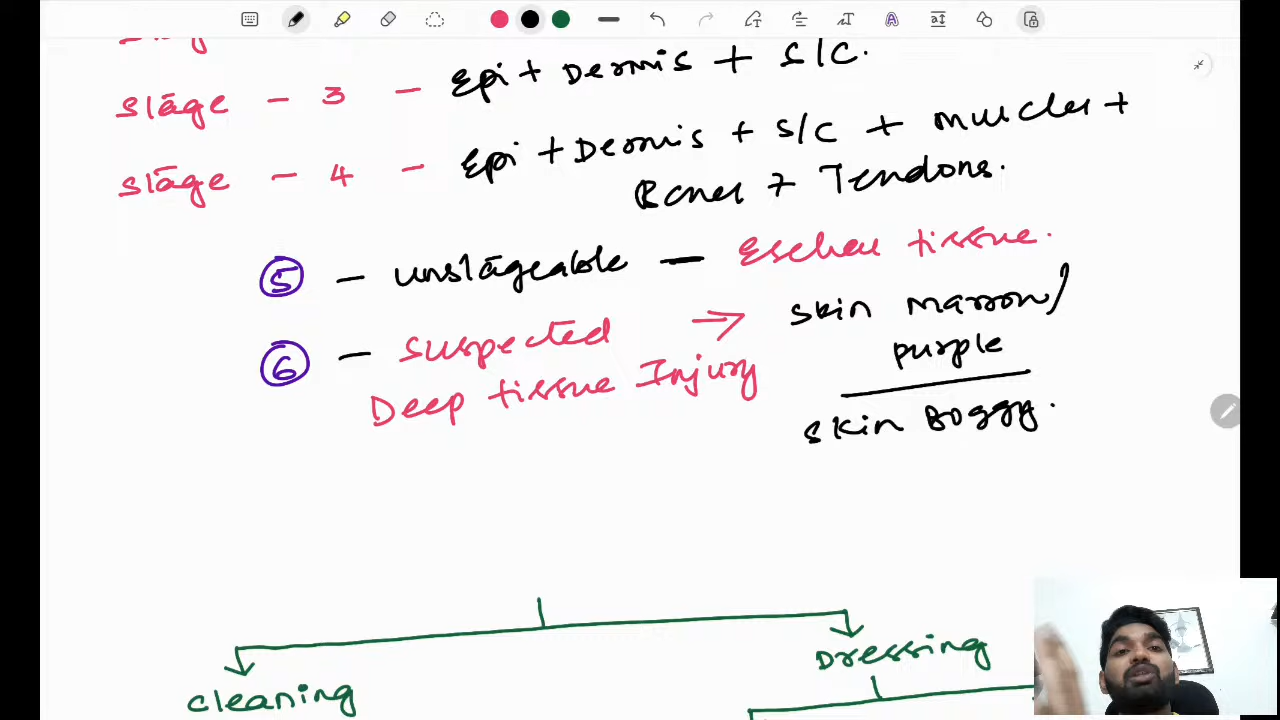 Stage - 3 - Epi + Dermis + S/C.
Stage - 4 - Epi + Dermis + S/C + muscles +
Bones + Tendons.
5 - unstageable - Eschar tissue.
6 - Suspected → Skin marron/
purple
Deep tissue Injury
Skin Boggy.
Cleaning
Dressing